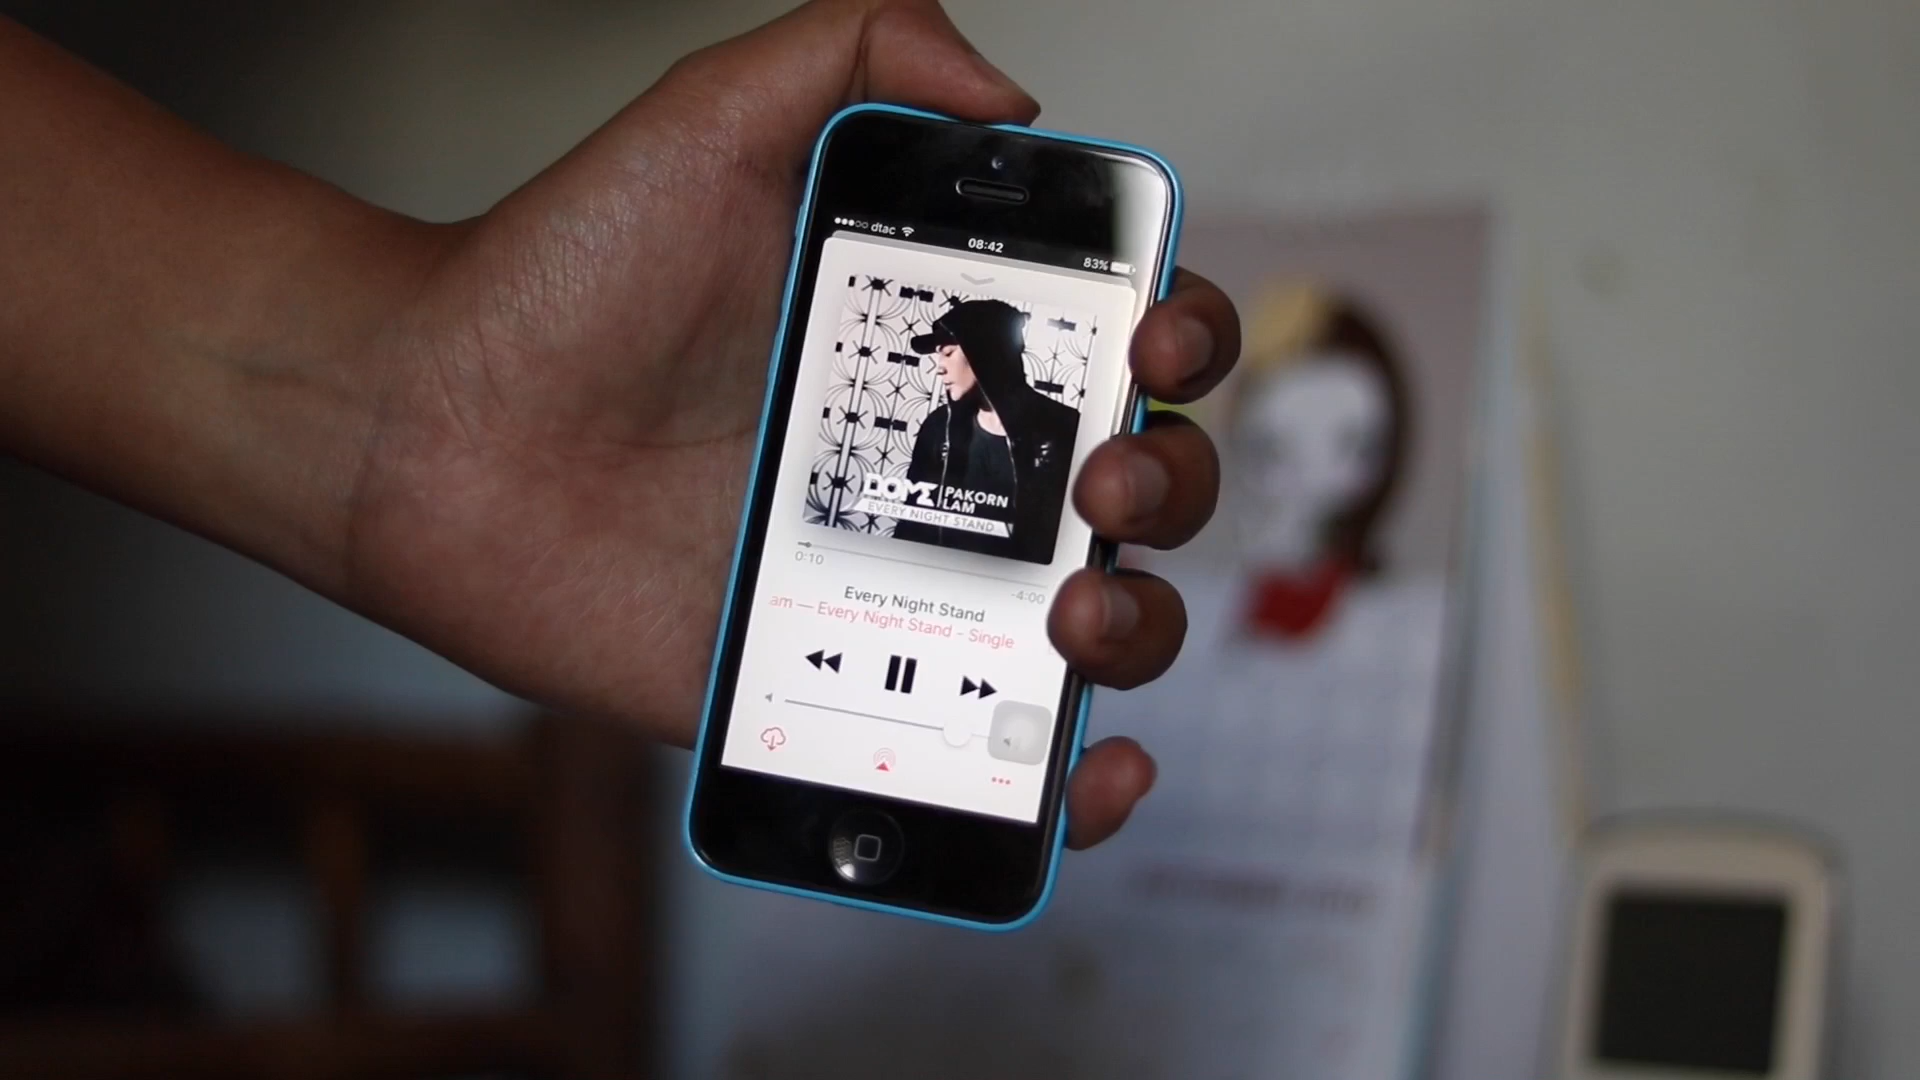 dtac
08:42
83%
DOME
PAKORN
LAM
EVERY NIGHT STAND
0:10
-4:00
Every Night Stand
am — Every Night Stand - Single